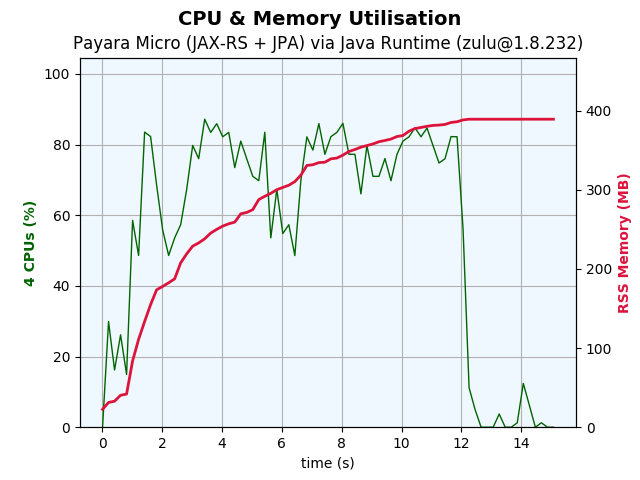 CPU & Memory Utilisation
Payara Micro (JAX-RS + JPA) via Java Runtime (zulu@1.8.232)
100
80
60
40
20
0
4 CPUs (%)
400
300
200
100
0
RSS Memory (MB)
0 2 4 6 8 10 12 14
time (s)